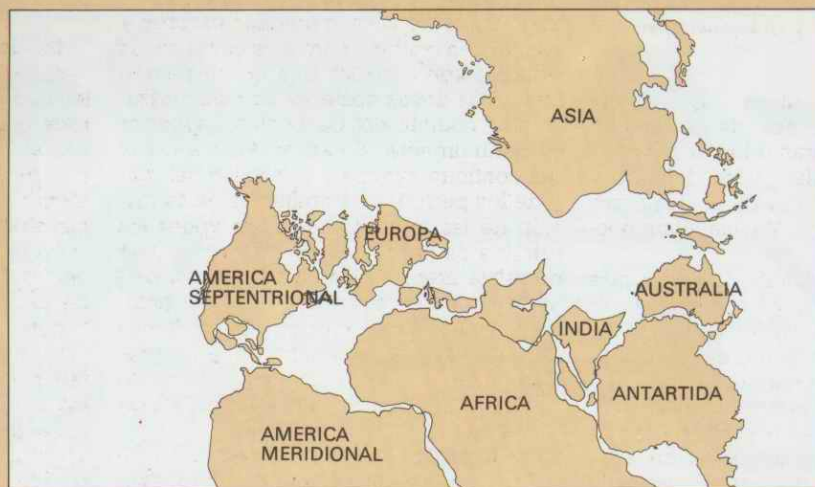 ASIA
EUROPA
AMERICA
SEPTENTRIONAL
AUSTRALIA
INDIA
AFRICA
ANTARTIDA
AMERICA
MERIDIONAL